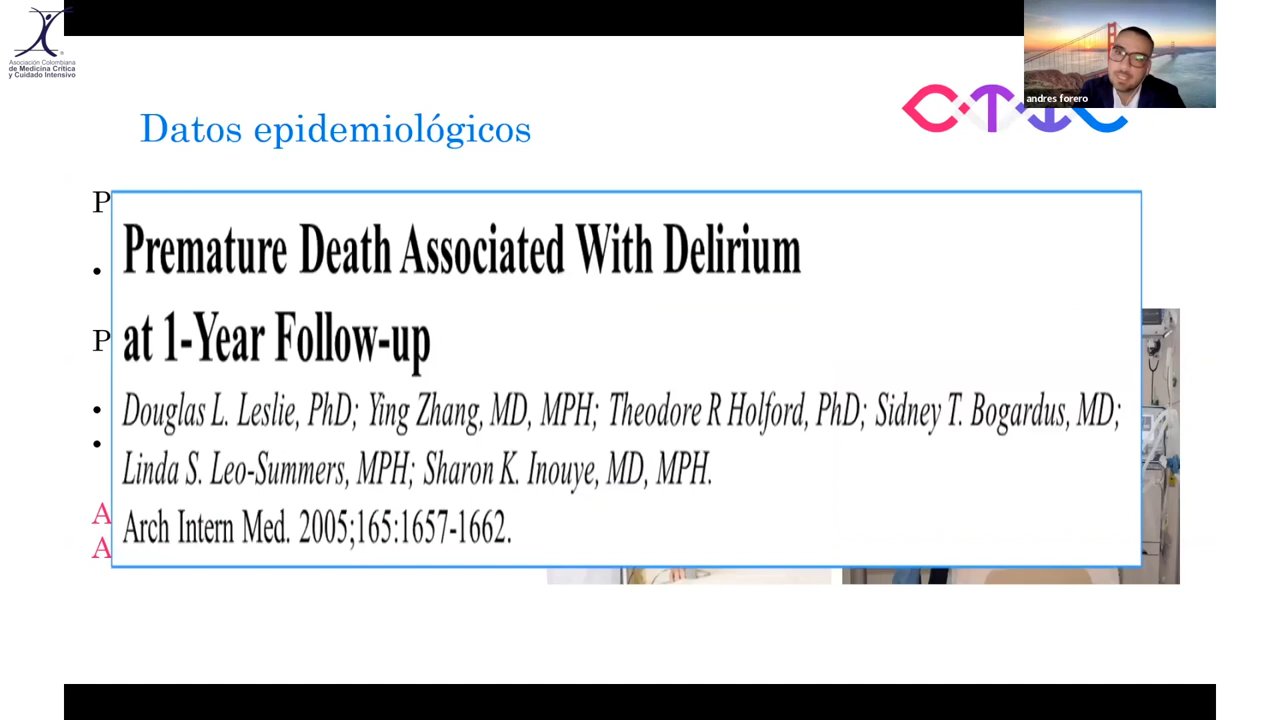 Asociación Colombiana
de Medicina Crítica
y Cuidado Intensivo
andres forero
CTIC
Datos epidemiológicos
P
Premature Death Associated With Delirium
at 1-Year Follow-up
P
Douglas L. Leslie, PhD; Ying Zhang, MD, MPH; Theodore R Holford, PhD; Sidney T. Bogardus, MD;
Linda S. Leo-Summers, MPH; Sharon K. Inouye, MD, MPH.
A
Arch Intern Med. 2005;165:1657-1662.
A